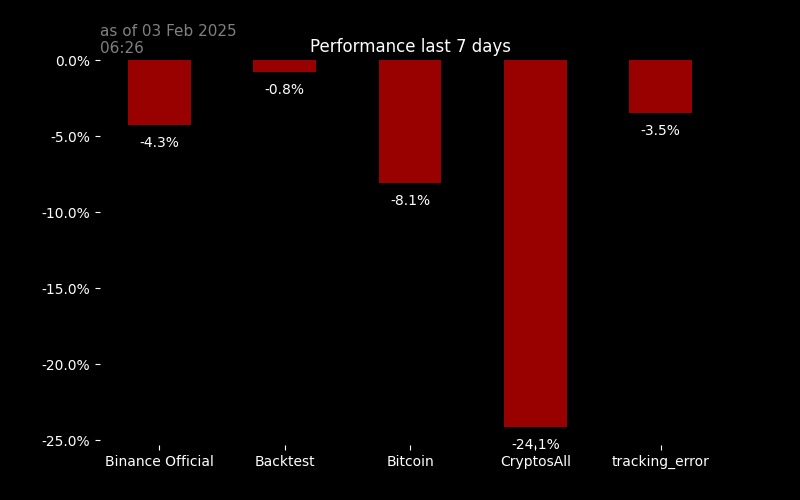 as of 03 Feb 2025
06:26
Performance last 7 days
0.0%
-5.0%
-10.0%
-15.0%
-20.0%
-25.0%
-4.3%
-0.8%
-8.1%
-24.1%
-3.5%
Binance Official
Backtest
Bitcoin
CryptosAll
tracking_error